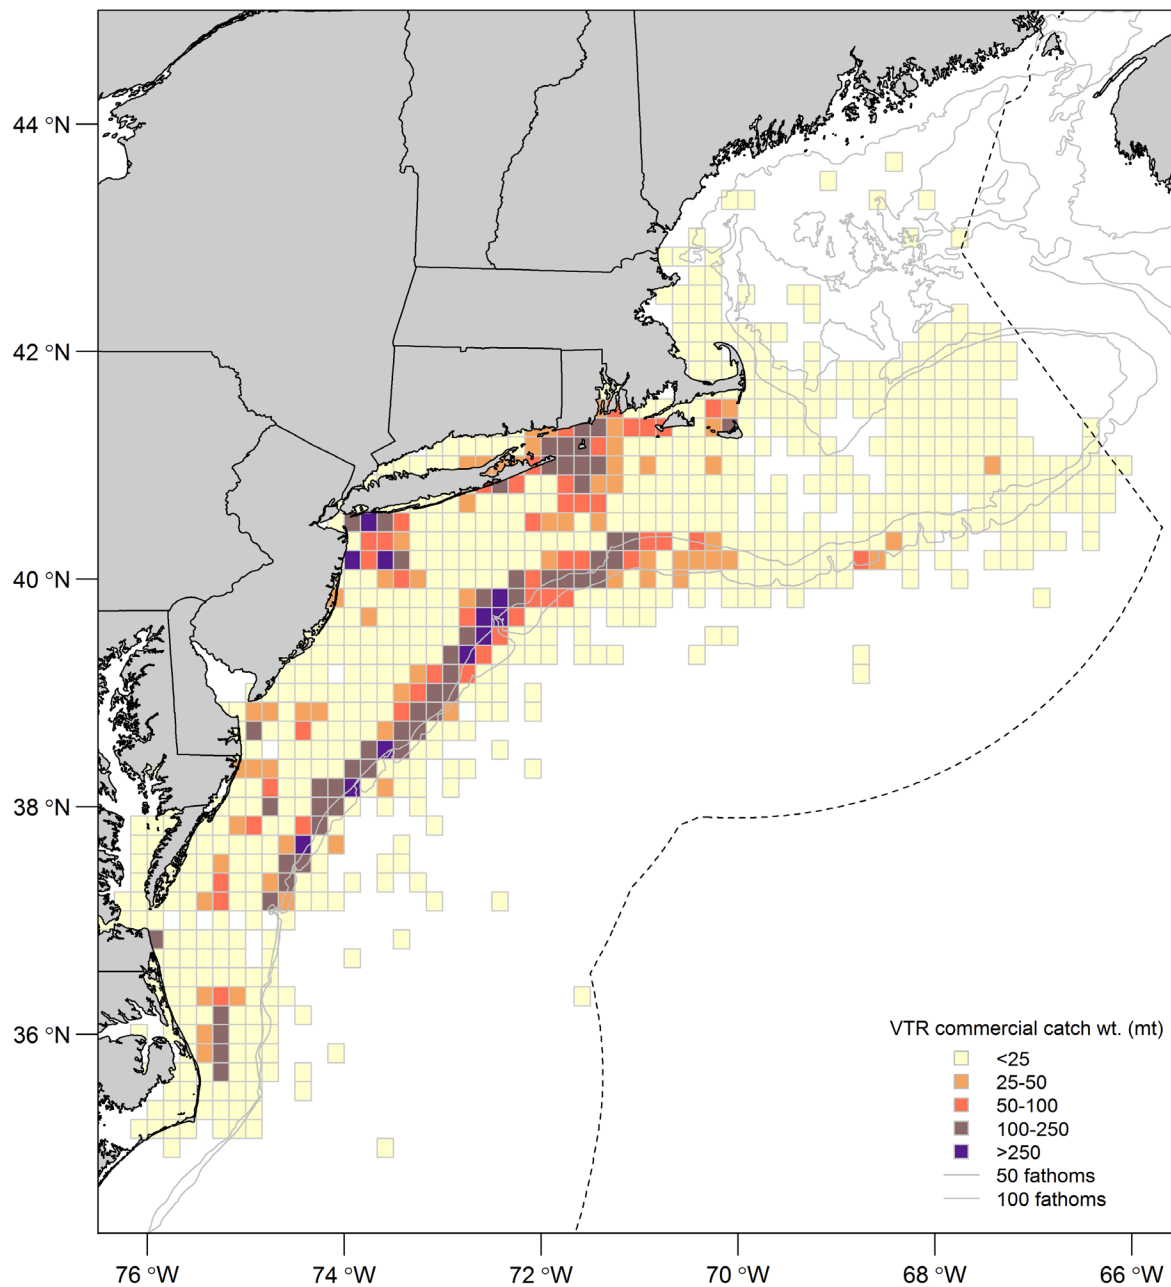 44 °N
42 °N
40 °N
38 °N
36 °N
VTR commercial catch wt. (mt)
<25
25-50
50-100
100-250
>250
50 fathoms
100 fathoms
76 °W
74 °W
72 °W
70 °W
68 °W
66 °W